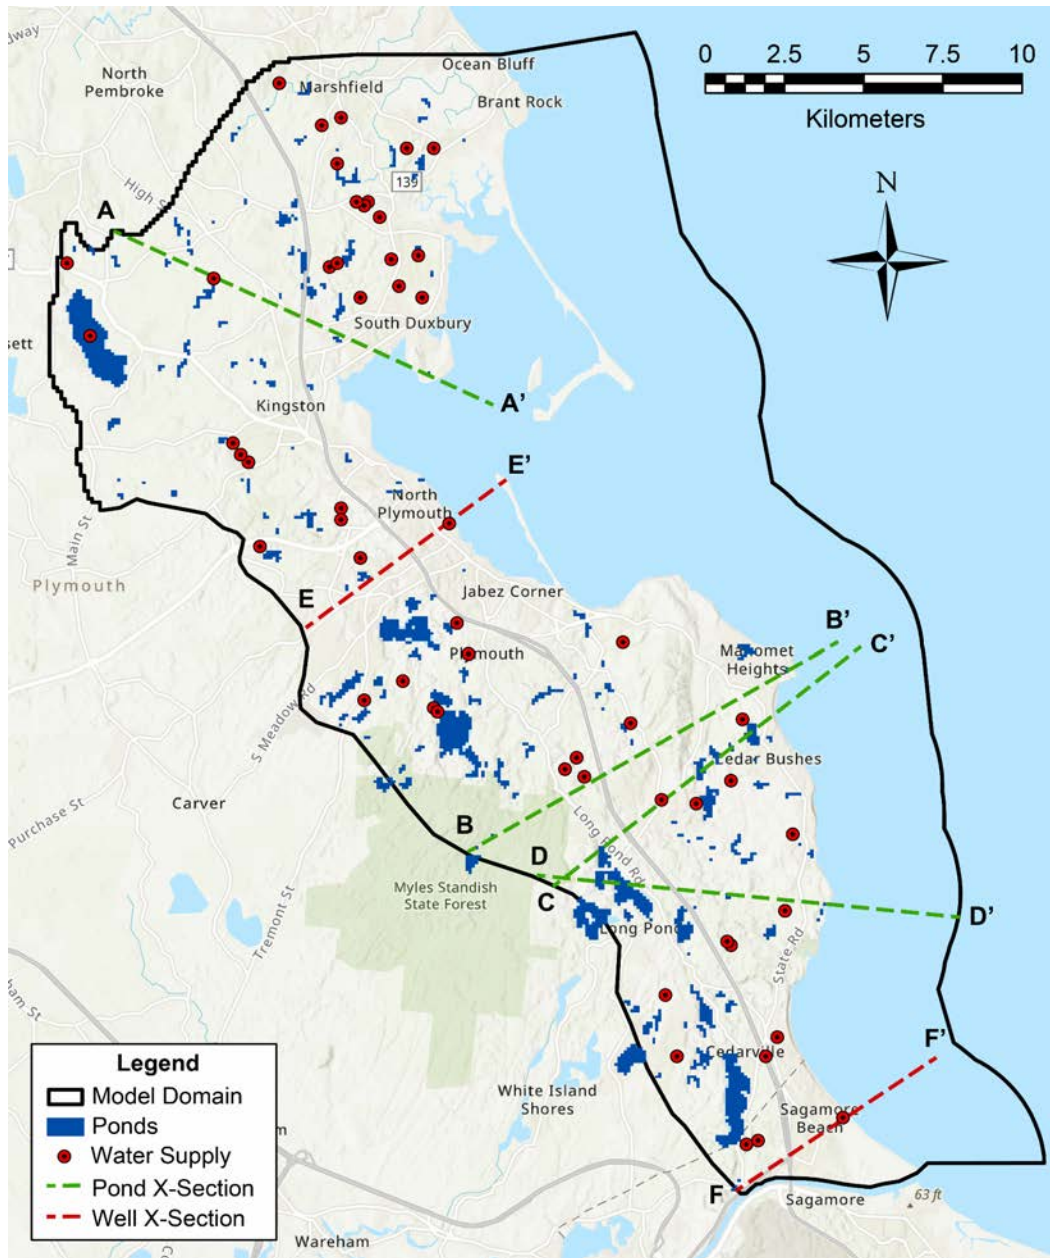 Ocean Bluff
North
Pembroke
Marshfield
Brant Rock
0 2.5 5 7.5 10
Kilometers
139
High S
N
A
South Duxbury
sett
A'
Kingston
E'
North
Plymouth
Main St
Plymouth
Jabez Corner
E
B'
C'
Plymouth
Manomet
Heights
S Meadow Rd
Cedar Bushes
Carver
Purchase St
Long Pond Rd
B
D
C
Myles Standish
State Forest
Long Pond
D'
Tremont St
State Rd
ham St
F'
Cedarville
White Island
Shores
Sagamore
Beach
F
Sagamore
63 ft
Wareham
m
Legend
Model Domain
Ponds
Water Supply
Pond X-Section
Well X-Section